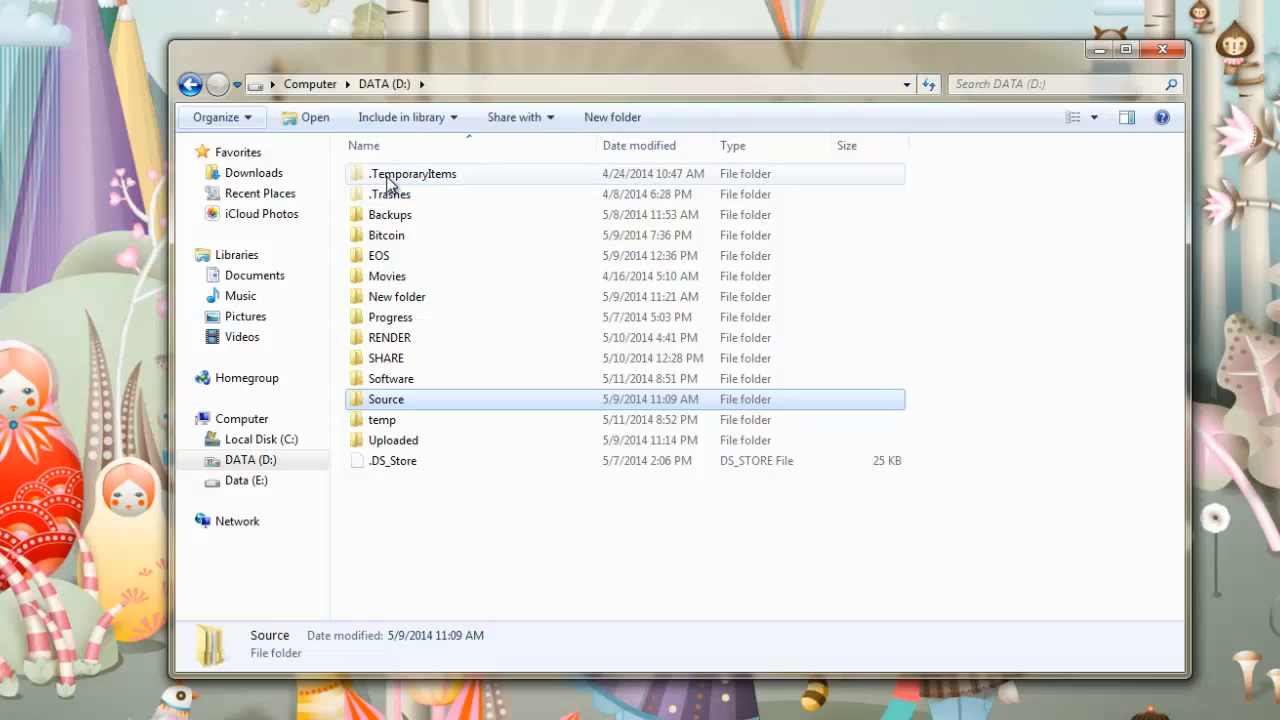 Computer DATA (D:) Search DATA (D:)
Organize Open Include in library Share with New folder
Name Date modified Type Size
Favorites
Downloads
Recent Places
iCloud Photos
Libraries
Documents
Music
Pictures
Videos
Homegroup
Computer
Local Disk (C:)
DATA (D:)
Data (E:)
Network
.TemporaryItems 4/24/2014 10:47 AM File folder
.Trashes 4/8/2014 6:28 PM File folder
Backups 5/8/2014 11:53 AM File folder
Bitcoin 5/9/2014 7:36 PM File folder
EOS 5/9/2014 12:36 PM File folder
Movies 4/16/2014 5:10 AM File folder
New folder 5/9/2014 11:21 AM File folder
Progress 5/7/2014 5:03 PM File folder
RENDER 5/10/2014 4:41 PM File folder
SHARE 5/10/2014 12:28 PM File folder
Software 5/11/2014 8:51 PM File folder
Source 5/9/2014 11:09 AM File folder
temp 5/11/2014 8:52 PM File folder
Uploaded 5/9/2014 11:14 PM File folder
.DS_Store 5/7/2014 2:06 PM DS_STORE File 25 KB
Source Date modified: 5/9/2014 11:09 AM
File folder